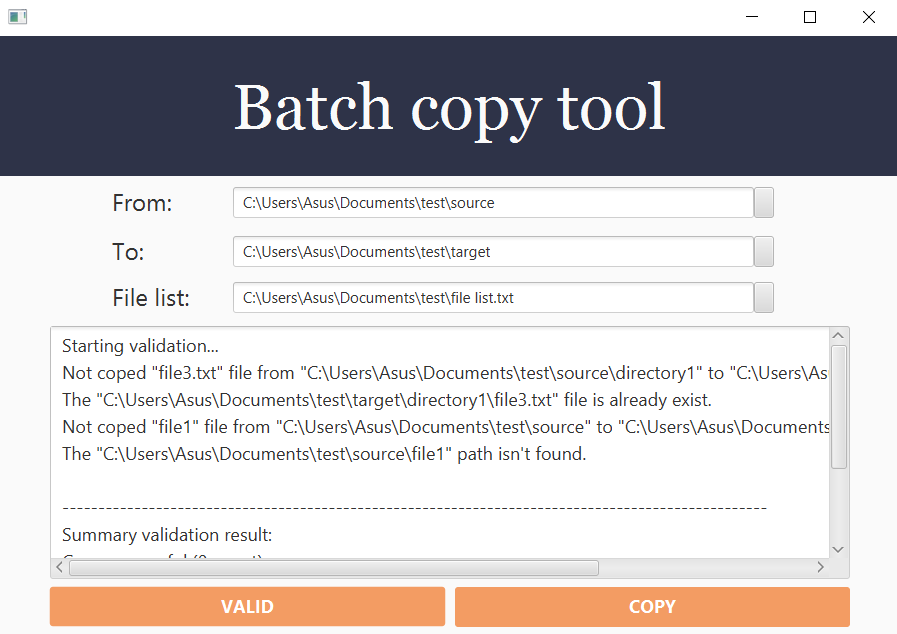 Batch copy tool
From: C:\Users\Asus\Documents\test\source
To: C:\Users\Asus\Documents\test\target
File list: C:\Users\Asus\Documents\test\file list.txt
Starting validation...
Not coped "file3.txt" file from "C:\Users\Asus\Documents\test\source\directory1" to "C:\Users\As
The "C:\Users\Asus\Documents\test\target\directory1\file3.txt" file is already exist.
Not coped "file1" file from "C:\Users\Asus\Documents\test\source" to "C:\Users\Asus\Documents
The "C:\Users\Asus\Documents\test\source\file1" path isn't found.
--------------------------------------------------------------------------------------------------
Summary validation result:
VALID COPY